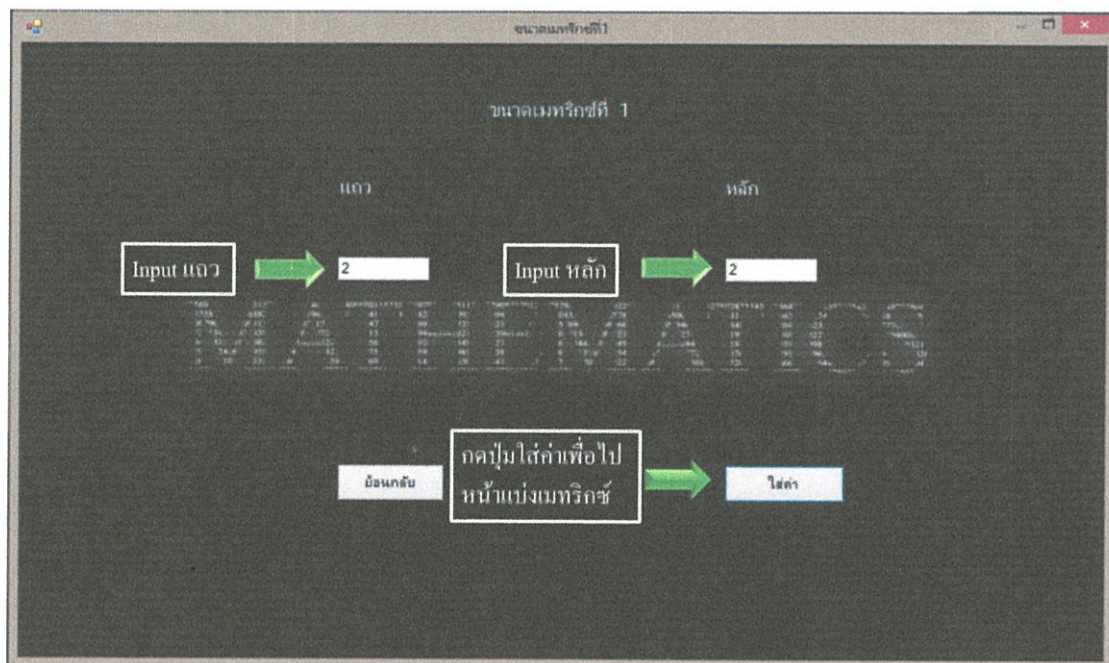 ขนาดเมทริกซ์ที่1
ขนาดเมทริกซ์ที่ 1
แถว
หลัก
Input แถว
2
Input หลัก
2
MATHEMATICS
ย้อนกลับ
กดปุ่มใส่ค่าเพื่อไป
หน้าแบ่งเมทริกซ์
ใส่ค่า